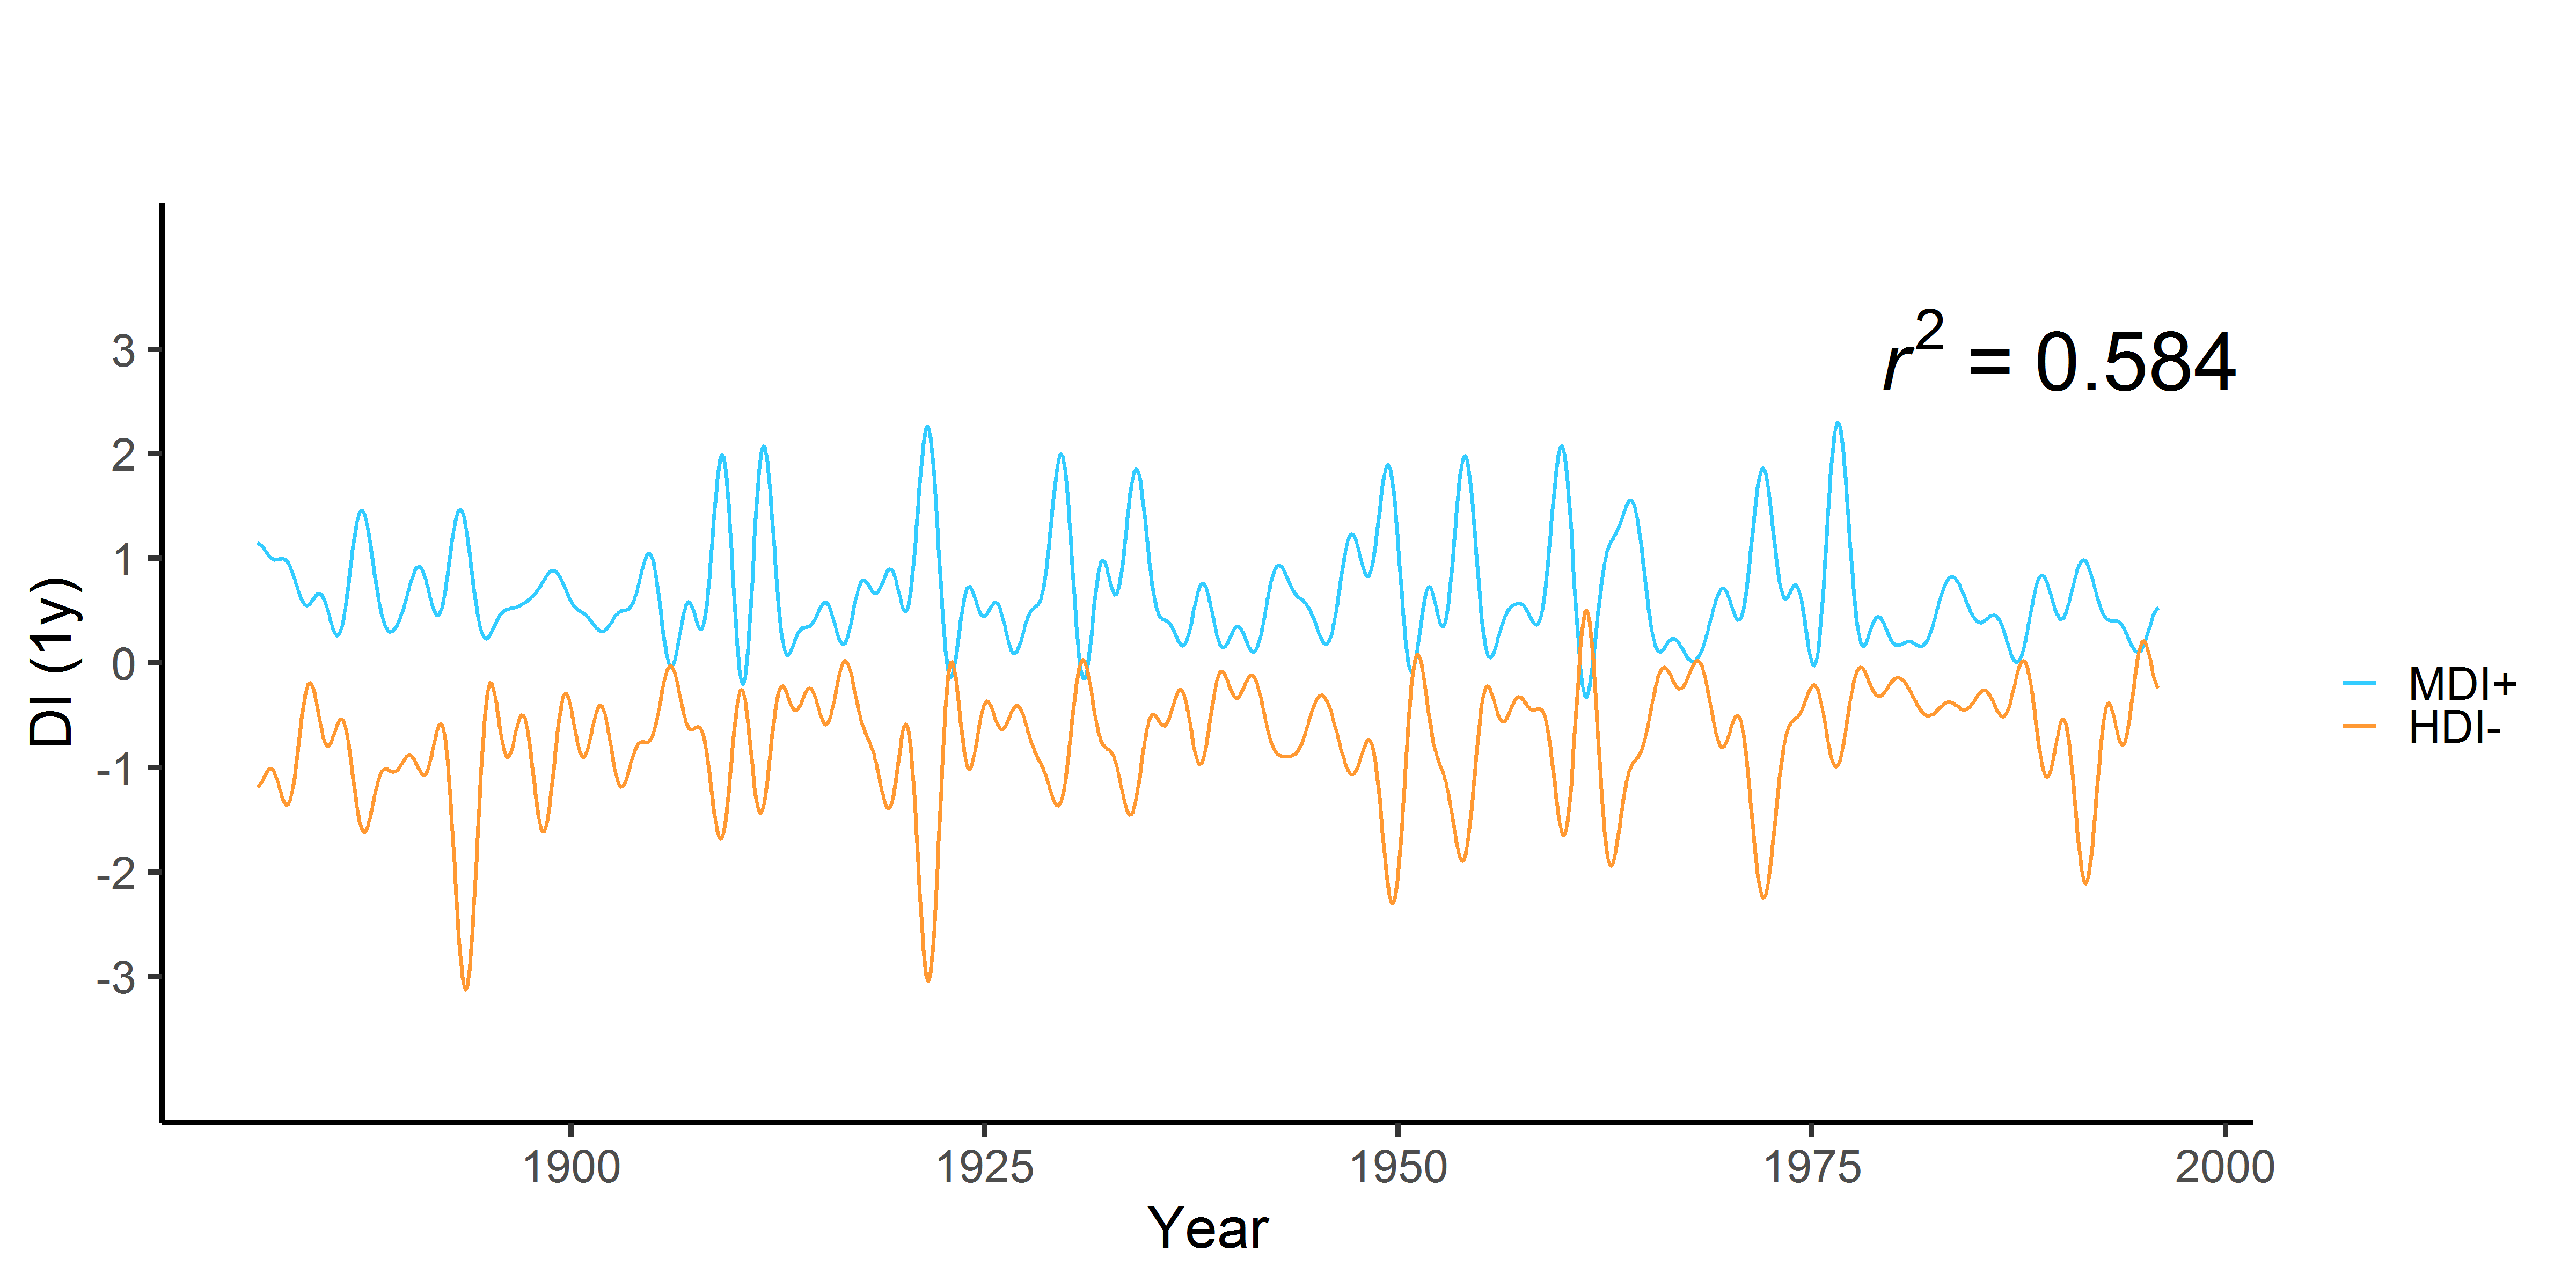 r² = 0.584
DI (1y)
3
2
1
0
-1
-2
-3
MDI+
HDI-
1900 1925 1950 1975 2000
Year